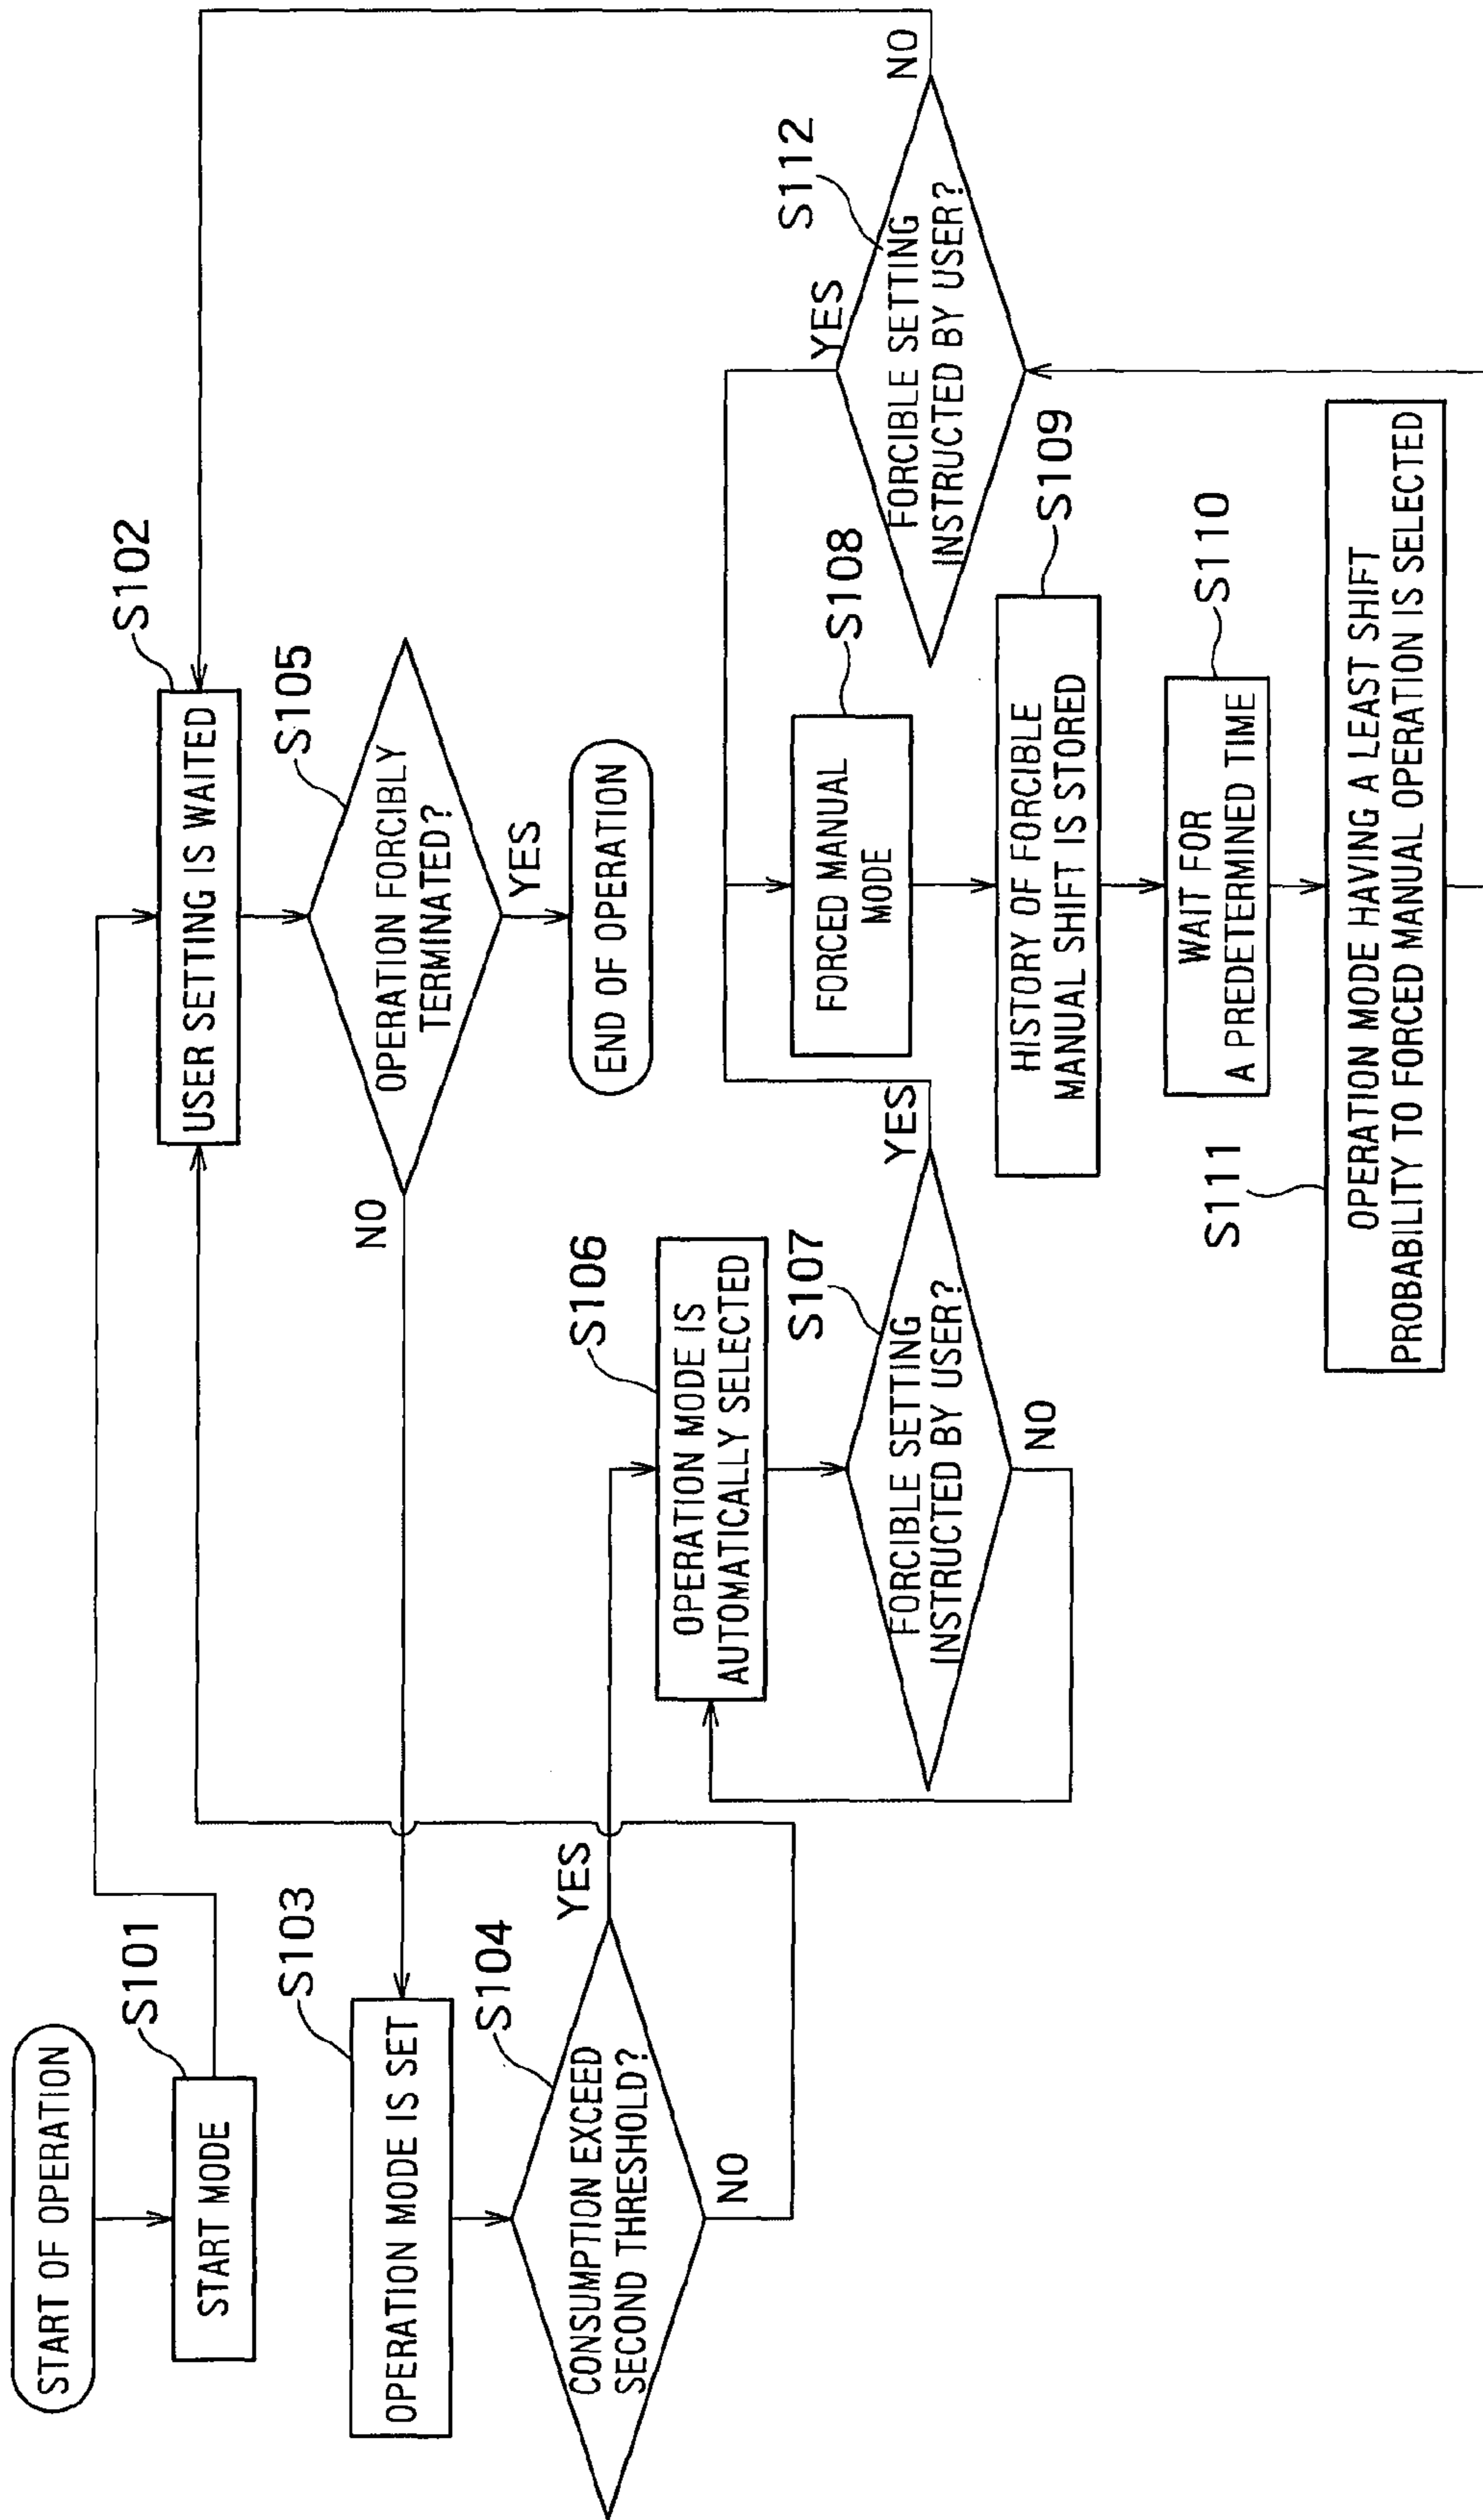 START OF OPERATION
S101
START MODE
S102
USER SETTING IS WAITED
S103
OPERATION MODE IS SET
S104
CONSUMPTION EXCEED
SECOND THRESHOLD?
YES
NO
S105
OPERATION FORCIBLY
TERMINATED?
NO
YES
END OF OPERATION
S106
OPERATION MODE IS
AUTOMATICALLY SELECTED
S107
FORCIBLE SETTING
INSTRUCTED BY USER?
YES
NO
S108
FORCED MANUAL
MODE
S109
HISTORY OF FORCIBLE
MANUAL SHIFT IS STORED
S110
WAIT FOR
A PREDETERMINED TIME
S111
OPERATION MODE HAVING A LEAST SHIFT
PROBABILITY TO FORCED MANUAL OPERATION IS SELECTED
S112
FORCIBLE SETTING
INSTRUCTED BY USER?
YES
NO